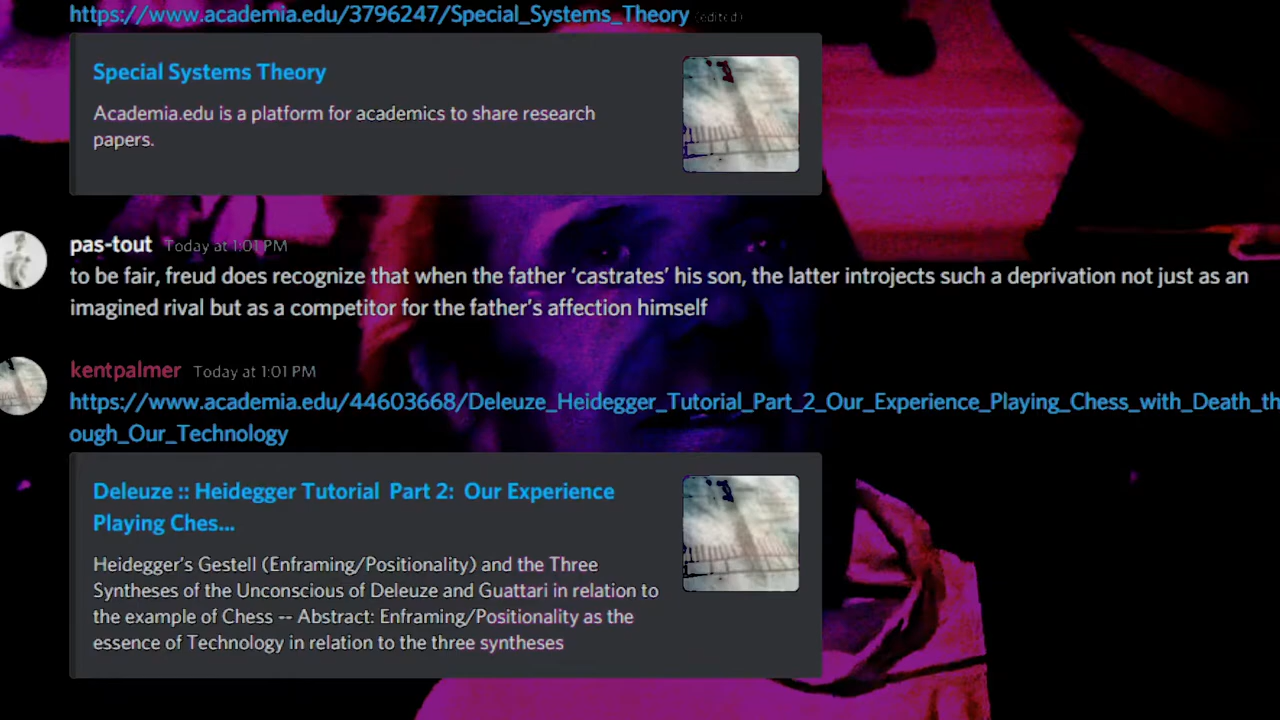 https://www.academia.edu/3796247/Special_Systems_Theory (edited)
Special Systems Theory
Academia.edu is a platform for academics to share research
papers.
pas-tout Today at 1:01 PM
to be fair, freud does recognize that when the father ‘castrates’ his son, the latter introjects such a deprivation not just as an
imagined rival but as a competitor for the father’s affection himself
kentpalmer Today at 1:01 PM
https://www.academia.edu/44603668/Deleuze_Heidegger_Tutorial_Part_2_Our_Experience_Playing_Chess_with_Death_th
ough_Our_Technology
Deleuze :: Heidegger Tutorial Part 2: Our Experience
Playing Ches...
Heidegger’s Gestell (Enframing/Positionality) and the Three
Syntheses of the Unconscious of Deleuze and Guattari in relation to
the example of Chess -- Abstract: Enframing/Positionality as the
essence of Technology in relation to the three syntheses